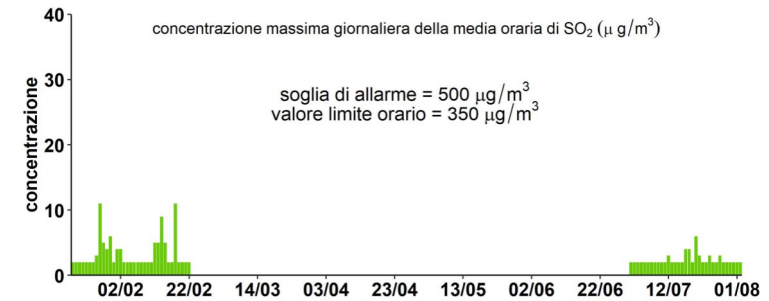 concentrazione massima giornaliera della media oraria di SO₂ (μ g/m³)
soglia di allarme = 500 μg/m³
valore limite orario = 350 μg/m³
concentrazione
40
30
20
10
0
02/02 22/02 14/03 03/04 23/04 13/05 02/06 22/06 12/07 01/08